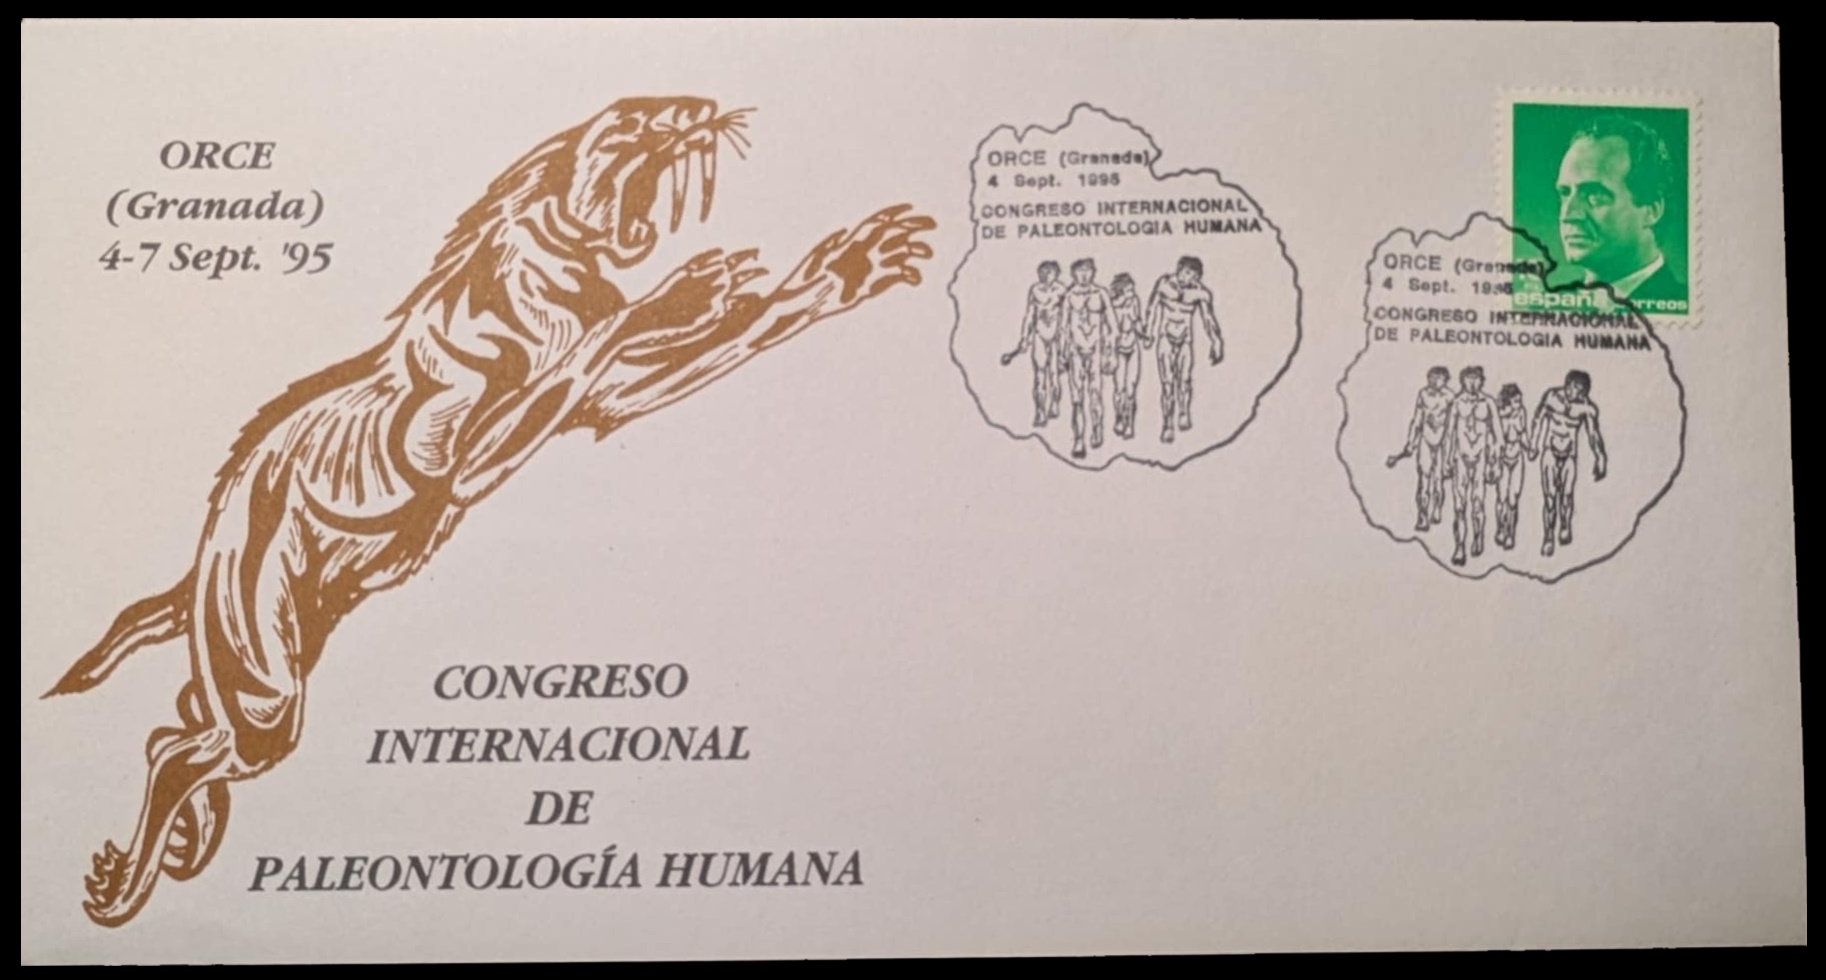 ORCE
(Granada)
4-7 Sept. '95
CONGRESO
INTERNACIONAL
DE
PALEONTOLOGÍA HUMANA
ORCE (Granada)
4 Sept. 1995
CONGRESO INTERNACIONAL
DE PALEONTOLOGIA HUMANA
españa correos
ORCE (Granada)
4 Sept. 1995
CONGRESO INTERNACIONAL
DE PALEONTOLOGIA HUMANA